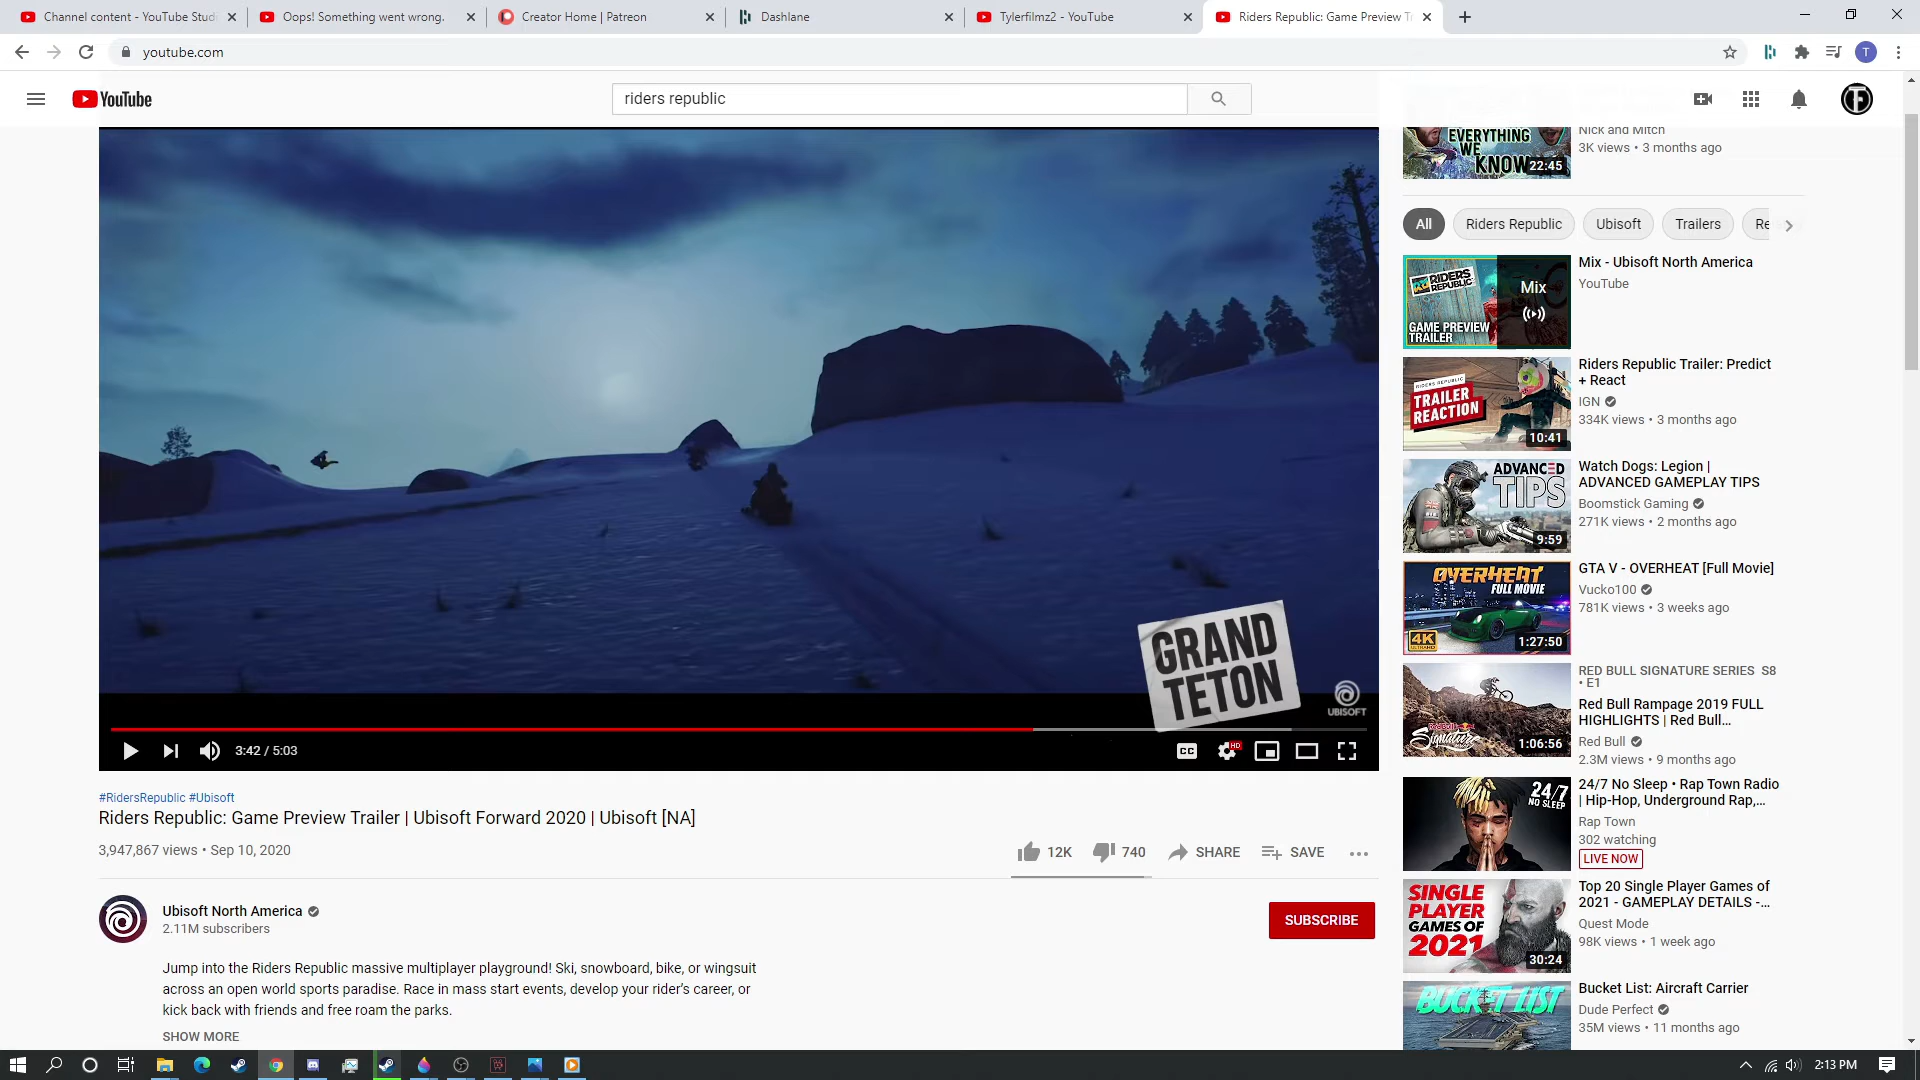 Channel content - YouTube Studi
Oops! Something went wrong.
Creator Home | Patreon
Dashlane
Tylerfilmz2 - YouTube
Riders Republic: Game Preview Tr
youtube.com
T
YouTube
riders republic
EVERYTHING
WE
KNOW
22:45
Nick and Mitch
3K views • 3 months ago
All
Riders Republic
Ubisoft
Trailers
Re
RIDERS
REPUBLIC
GAME PREVIEW
TRAILER
Mix
Mix - Ubisoft North America
YouTube
RIDERS REPUBLIC
TRAILER
REACTION
10:41
Riders Republic Trailer: Predict
+ React
IGN
334K views • 3 months ago
ADVANCED
TIPS
9:59
Watch Dogs: Legion |
ADVANCED GAMEPLAY TIPS
Boomstick Gaming
271K views • 2 months ago
OVERHEAT
FULL MOVIE
4K
ULTRA HD
1:27:50
GTA V - OVERHEAT [Full Movie]
Vucko100
781K views • 3 weeks ago
Red Bull
Signature
1:06:56
RED BULL SIGNATURE SERIES S8
• E1
Red Bull Rampage 2019 FULL
HIGHLIGHTS | Red Bull...
Red Bull
2.3M views • 9 months ago
24/7
NO SLEEP
24/7 No Sleep • Rap Town Radio
| Hip-Hop, Underground Rap,...
Rap Town
302 watching
LIVE NOW
SINGLE
PLAYER
GAMES OF
2021
30:24
Top 20 Single Player Games of
2021 - GAMEPLAY DETAILS -...
Quest Mode
98K views • 1 week ago
BUCKET LIST
Bucket List: Aircraft Carrier
Dude Perfect
35M views • 11 months ago
GRAND
TETON
UBISOFT
3:42 / 5:03
CC
HD
#RidersRepublic #Ubisoft
Riders Republic: Game Preview Trailer | Ubisoft Forward 2020 | Ubisoft [NA]
3,947,867 views • Sep 10, 2020
12K
740
SHARE
SAVE
Ubisoft North America
2.11M subscribers
SUBSCRIBE
Jump into the Riders Republic massive multiplayer playground! Ski, snowboard, bike, or wingsuit
across an open world sports paradise. Race in mass start events, develop your rider's career, or
kick back with friends and free roam the parks.
SHOW MORE
2:13 PM